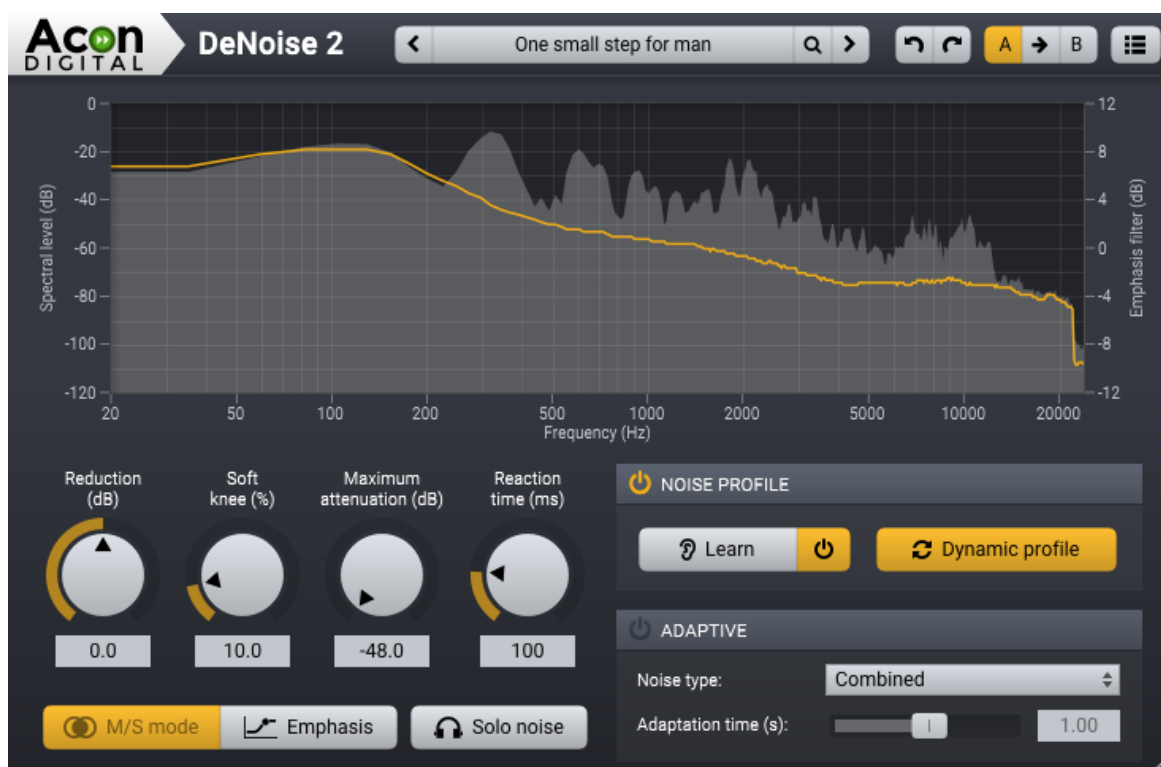 Acon
DIGITAL
DeNoise 2
One small step for man
A
B
0
-20
-40
-60
-80
-100
-120
Spectral level (dB)
12
8
4
0
-4
-8
-12
Emphasis filter (dB)
20 50 100 200 500 1000 2000 5000 10000 20000
Frequency (Hz)
Reduction
(dB)
Soft
knee (%)
Maximum
attenuation (dB)
Reaction
time (ms)
0.0
10.0
-48.0
100
M/S mode
Emphasis
Solo noise
NOISE PROFILE
Learn
Dynamic profile
ADAPTIVE
Noise type:
Combined
Adaptation time (s):
1.00